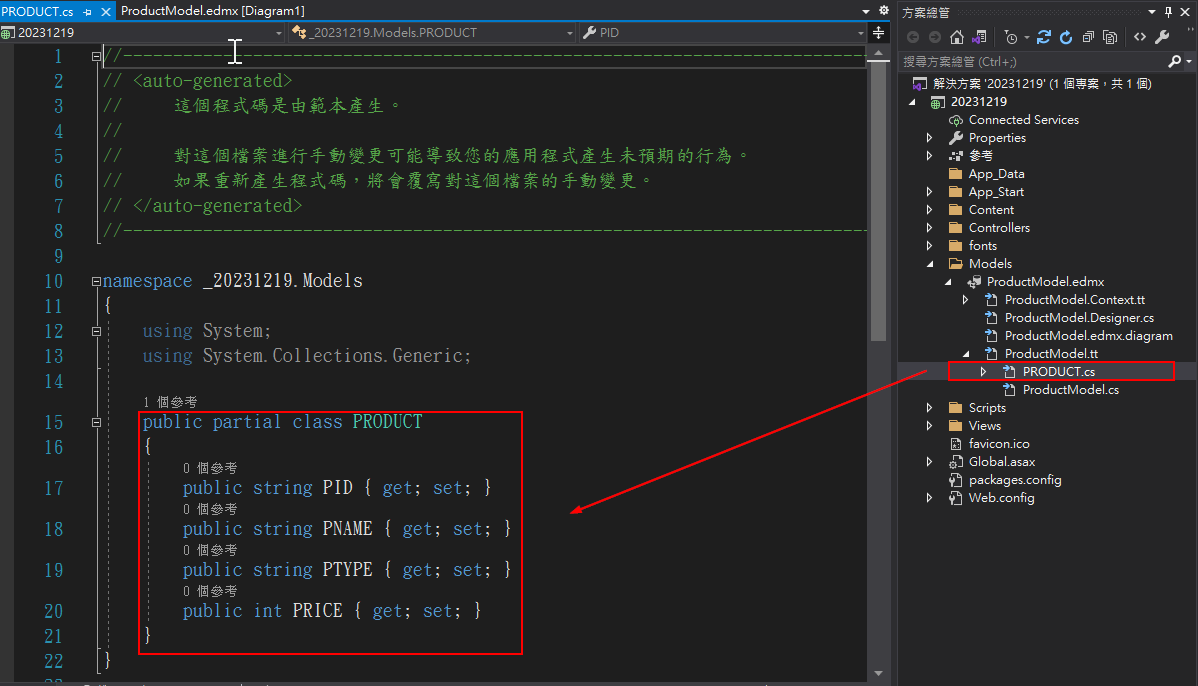 PRODUCT.cs ProductModel.edmx [Diagram1]
20231219 _20231219.Models.PRODUCT PID
1 //--------------------------------------------------------------------------
2 // <auto-generated>
3 //     這個程式碼是由範本產生。
4 //
5 //     對這個檔案進行手動變更可能導致您的應用程式產生未預期的行為。
6 //     如果重新產生程式碼，將會覆寫對這個檔案的手動變更。
7 // </auto-generated>
8 //--------------------------------------------------------------------------
9
10 namespace _20231219.Models
11 {
12     using System;
13     using System.Collections.Generic;
14
1 個參考
15     public partial class PRODUCT
16     {
0 個參考
17         public string PID { get; set; }
0 個參考
18         public string PNAME { get; set; }
0 個參考
19         public string PTYPE { get; set; }
0 個參考
20         public int PRICE { get; set; }
21     }
22 }
方案總管
搜尋方案總管 (Ctrl+;)
解決方案 '20231219' (1 個專案，共 1 個)
20231219
Connected Services
Properties
參考
App_Data
App_Start
Content
Controllers
fonts
Models
ProductModel.edmx
ProductModel.Context.tt
ProductModel.Designer.cs
ProductModel.edmx.diagram
ProductModel.tt
PRODUCT.cs
ProductModel.cs
Scripts
Views
favicon.ico
Global.asax
packages.config
Web.config